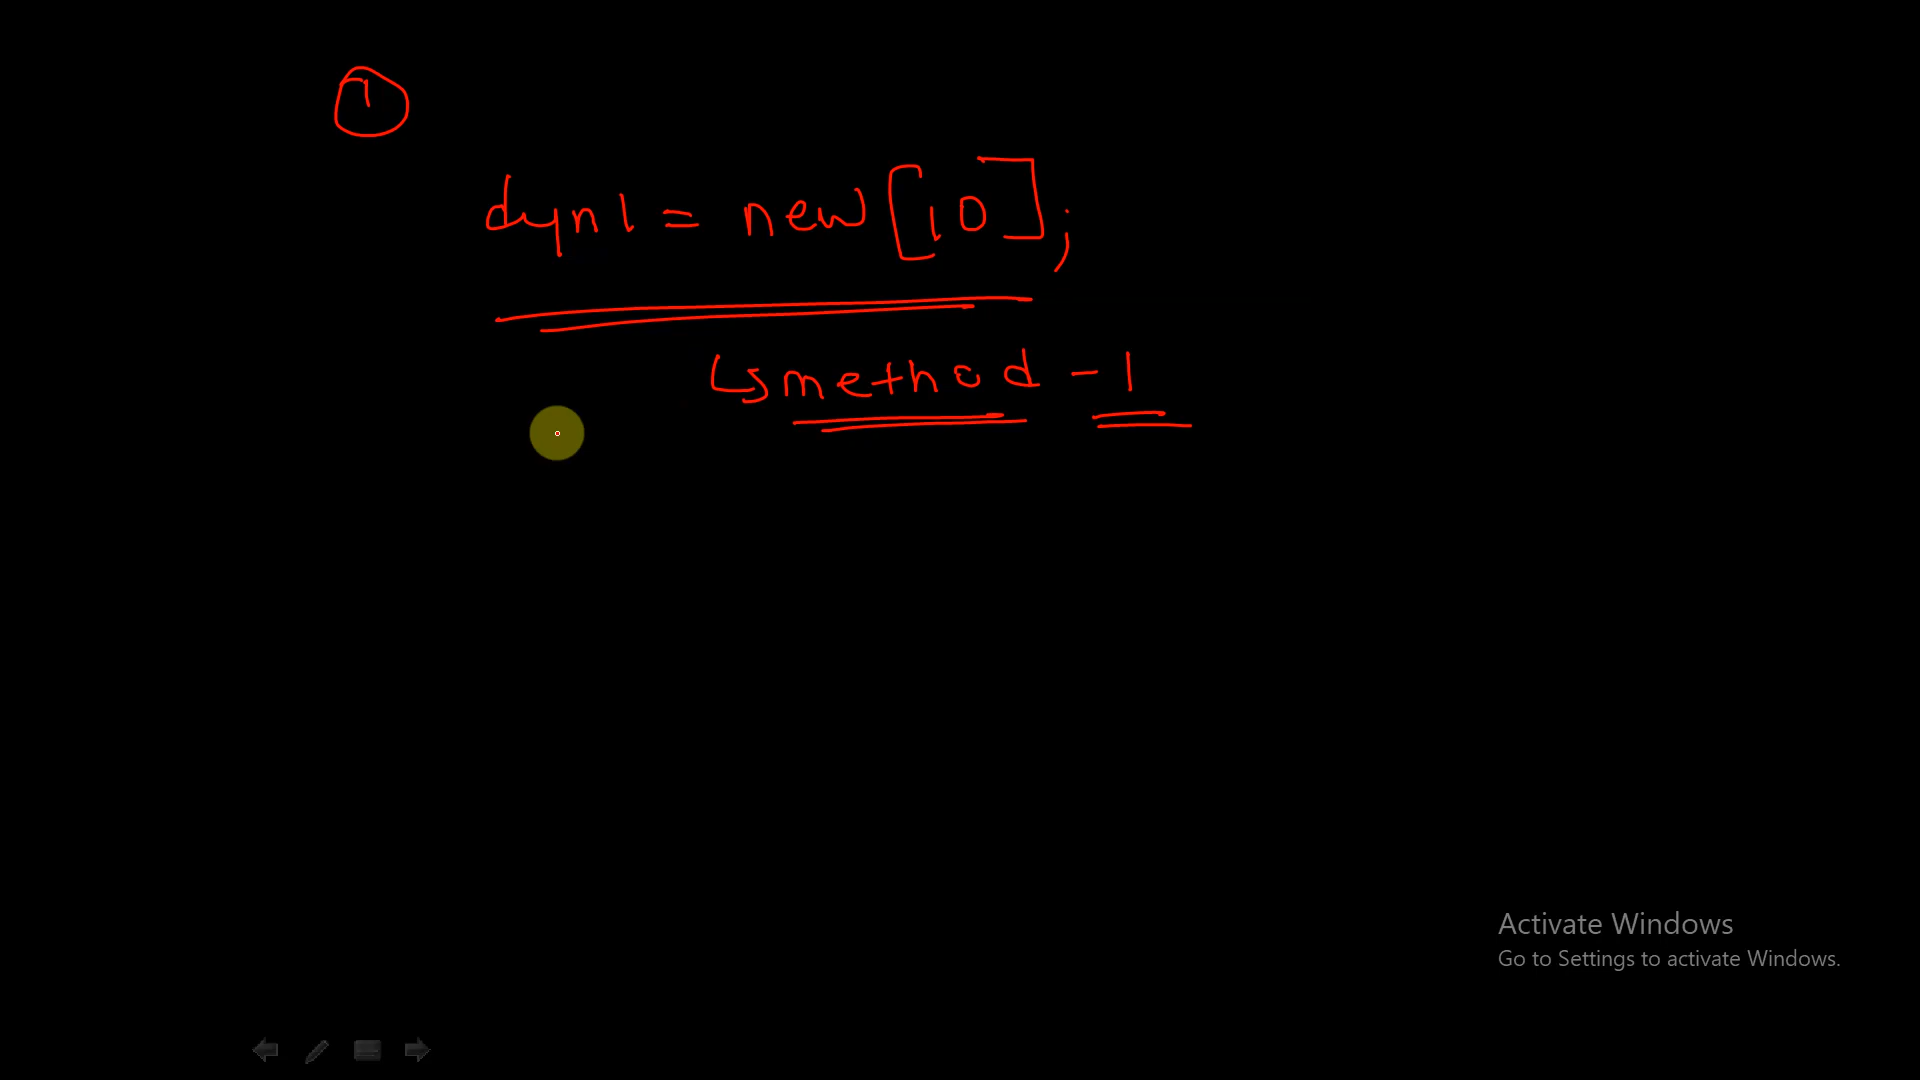 1
dyn1 = new[10];
↳ method - 1
Activate Windows
Go to Settings to activate Windows.